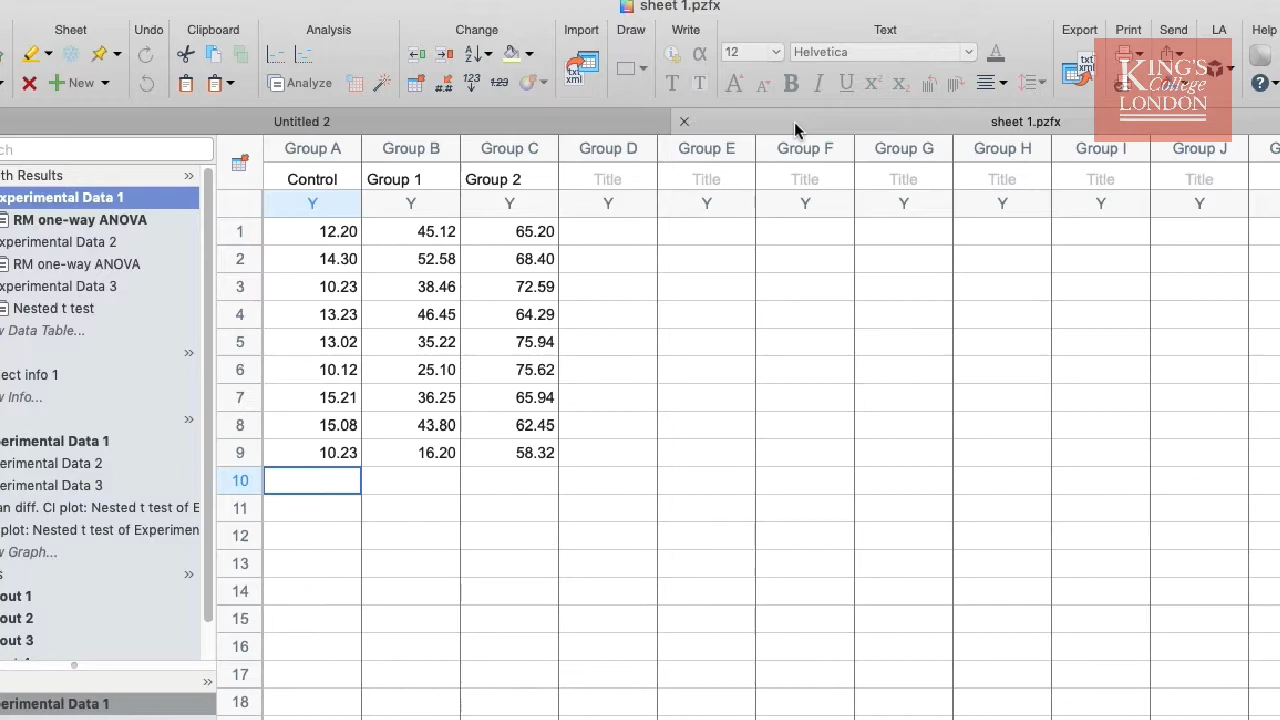 sheet 1.pzfx
Sheet Undo Clipboard Analysis Change Import Draw Write Text Export Print Send LA Help
New
Analyze
12 Helvetica
txt
xml
T T A A B I U x² x₂
KING'S
College
LONDON
Untitled 2 sheet 1.pzfx
ch
Group A Group B Group C Group D Group E Group F Group G Group H Group I Group J G
Control Group 1 Group 2 Title Title Title Title Title Title Title
Y Y Y Y Y Y Y Y Y Y
1 12.20 45.12 65.20
2 14.30 52.58 68.40
3 10.23 38.46 72.59
4 13.23 46.45 64.29
5 13.02 35.22 75.94
6 10.12 25.10 75.62
7 15.21 36.25 65.94
8 15.08 43.80 62.45
9 10.23 16.20 58.32
10
11
12
13
14
15
16
17
18
th Results
xperimental Data 1
RM one-way ANOVA
xperimental Data 2
RM one-way ANOVA
xperimental Data 3
Nested t test
w Data Table...
ect info 1
w Info...
erimental Data 1
erimental Data 2
erimental Data 3
an diff. CI plot: Nested t test of E
plot: Nested t test of Experimen
w Graph...
s
out 1
out 2
out 3
erimental Data 1